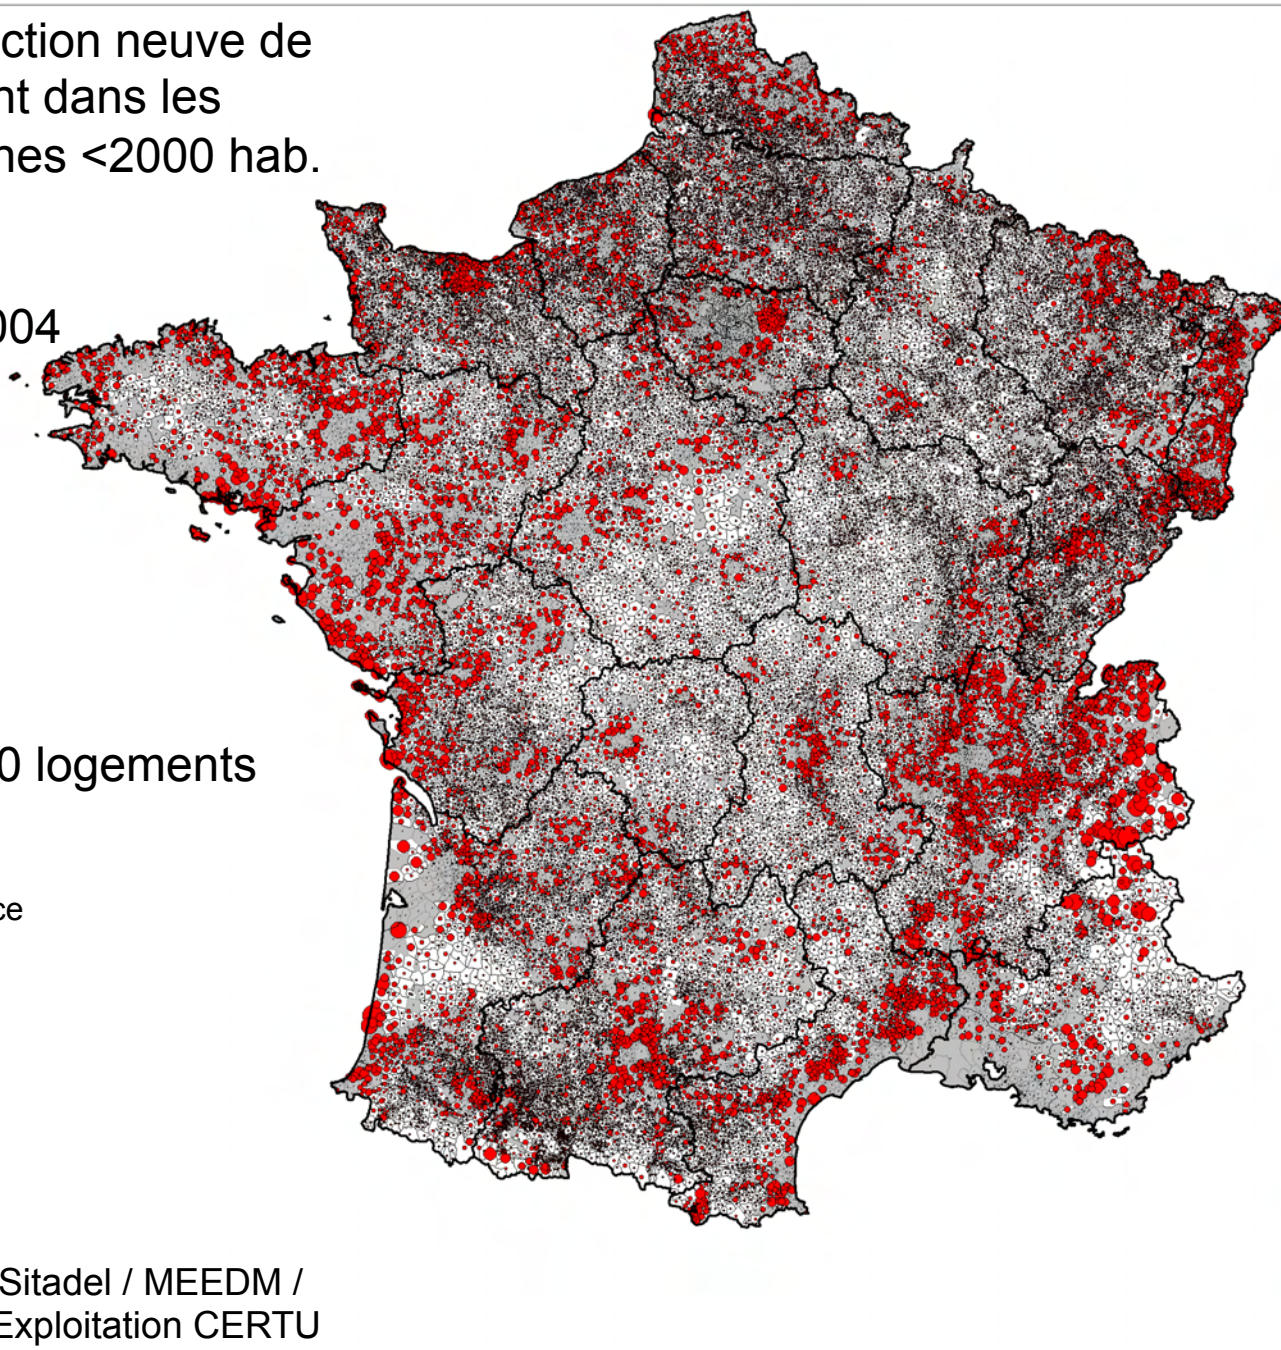 ction neuve de
nt dans les
nes <2000 hab.
004
0 logements
ce
Sitadel / MEEDM /
Exploitation CERTU